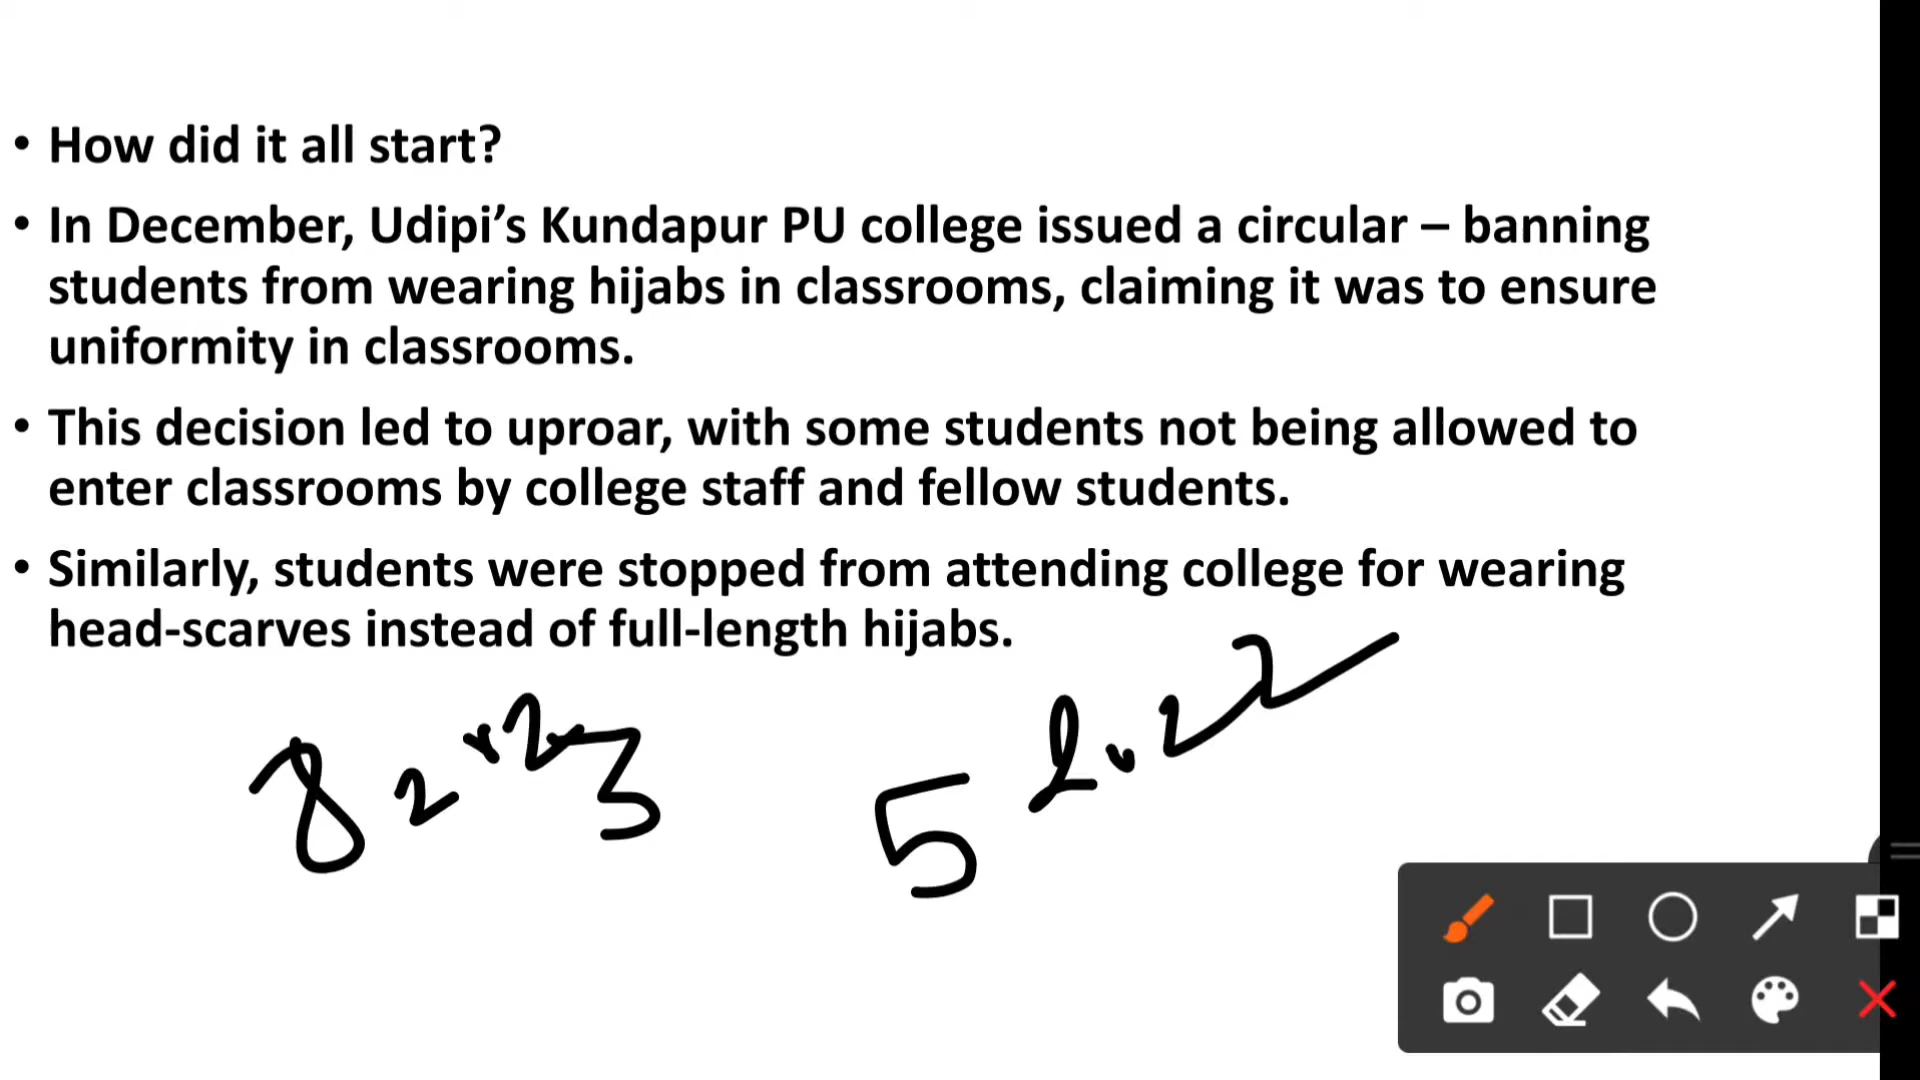 • How did it all start?
• In December, Udipi’s Kundapur PU college issued a circular – banning
students from wearing hijabs in classrooms, claiming it was to ensure
uniformity in classrooms.
• This decision led to uproar, with some students not being allowed to
enter classrooms by college staff and fellow students.
• Similarly, students were stopped from attending college for wearing
head-scarves instead of full-length hijabs.